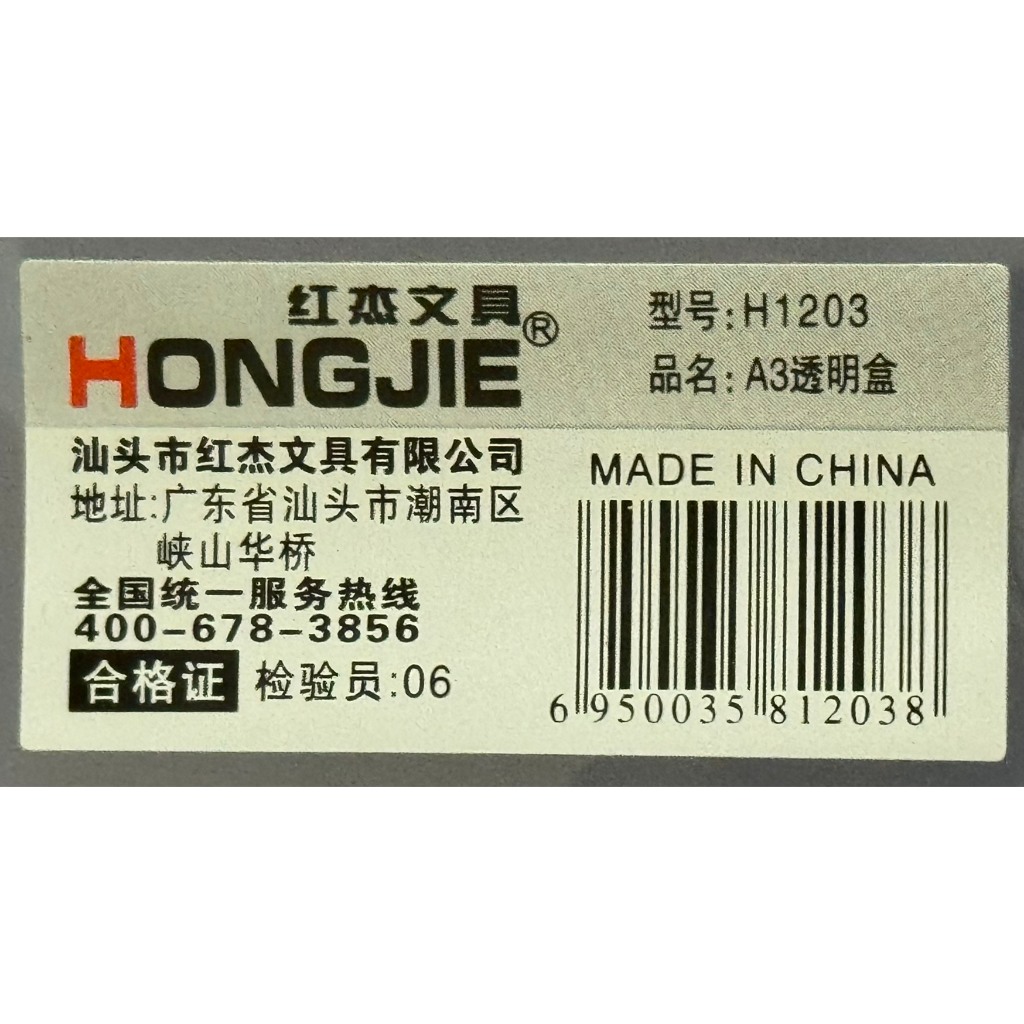 红杰文具
HONGJIE®
型号:H1203
品名:A3透明盒
汕头市红杰文具有限公司
地址:广东省汕头市潮南区
峡山华桥
全国统一服务热线
400-678-3856
合格证 检验员:06
MADE IN CHINA
6 950035 812038